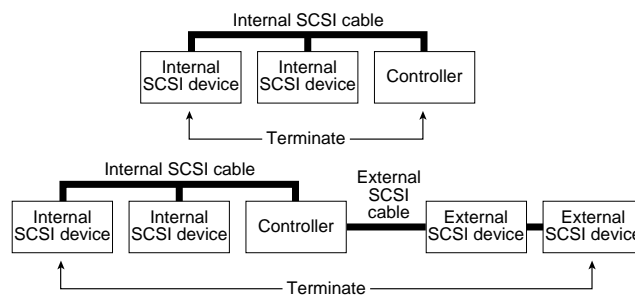 Internal SCSI cable
Internal
SCSI device
Internal
SCSI device
Controller
Terminate
Internal SCSI cable
External
SCSI
cable
Internal
SCSI device
Internal
SCSI device
Controller
External
SCSI device
External
SCSI device
Terminate